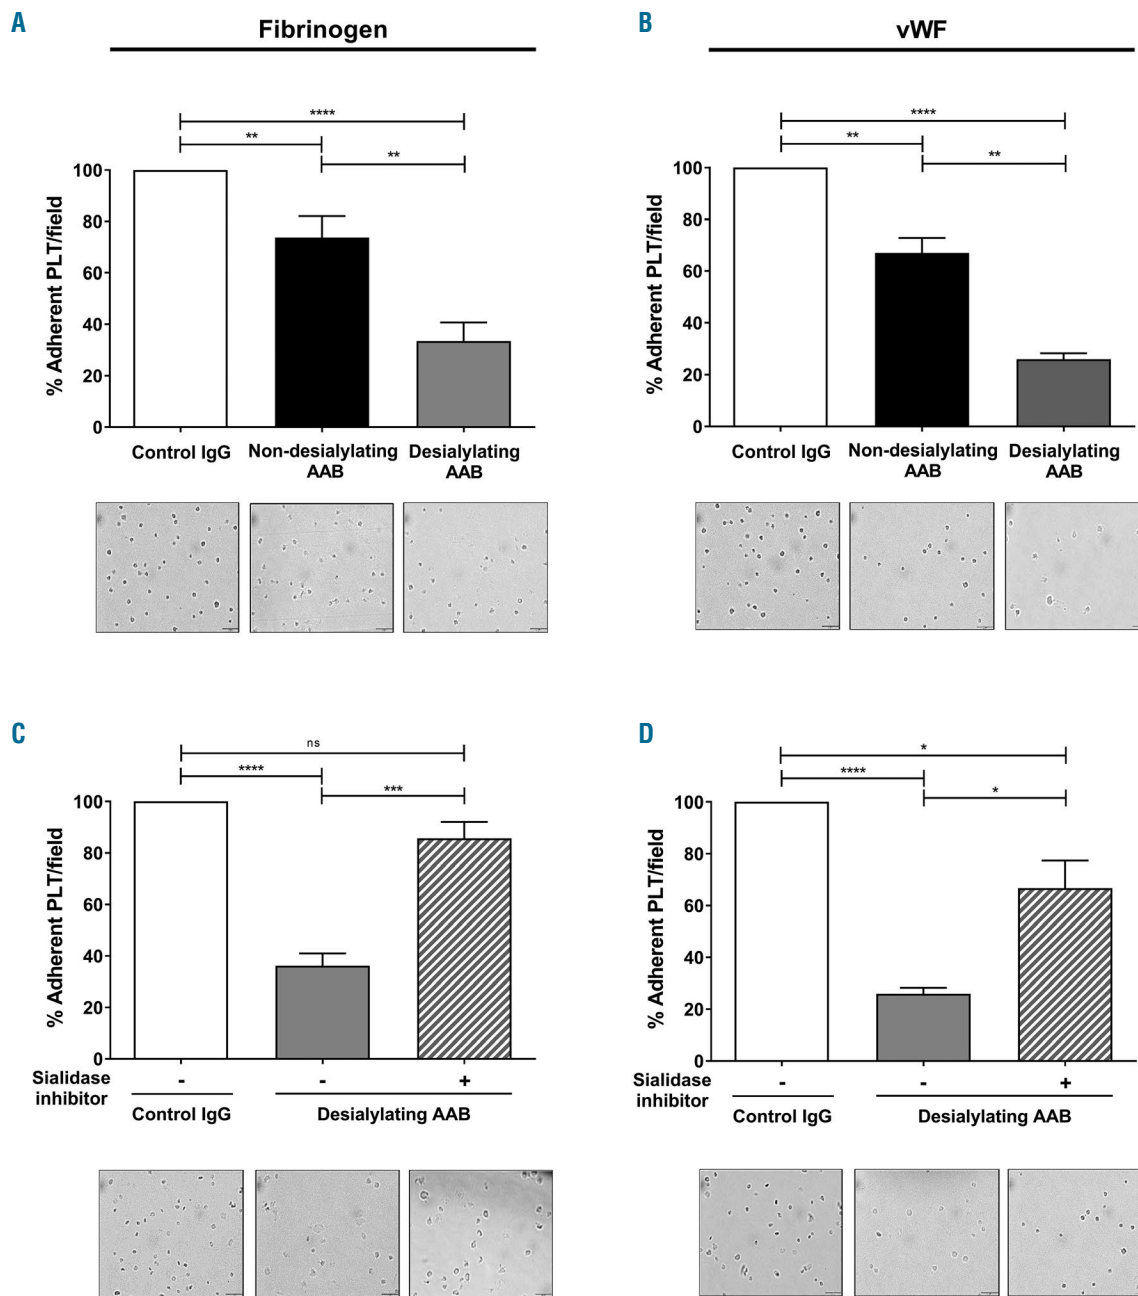 A
Fibrinogen
****
**
**
% Adherent PLT/field
100
80
60
40
20
0
Control IgG
Non-desialylating
AAB
Desialylating
AAB
B
vWF
****
**
**
% Adherent PLT/field
100
80
60
40
20
0
Control IgG
Non-desialylating
AAB
Desialylating
AAB
C
ns
****
***
% Adherent PLT/field
100
80
60
40
20
0
Sialidase
inhibitor
- - +
Control IgG
Desialylating AAB
D
*
****
*
% Adherent PLT/field
100
80
60
40
20
0
Sialidase
inhibitor
- - +
Control IgG
Desialylating AAB